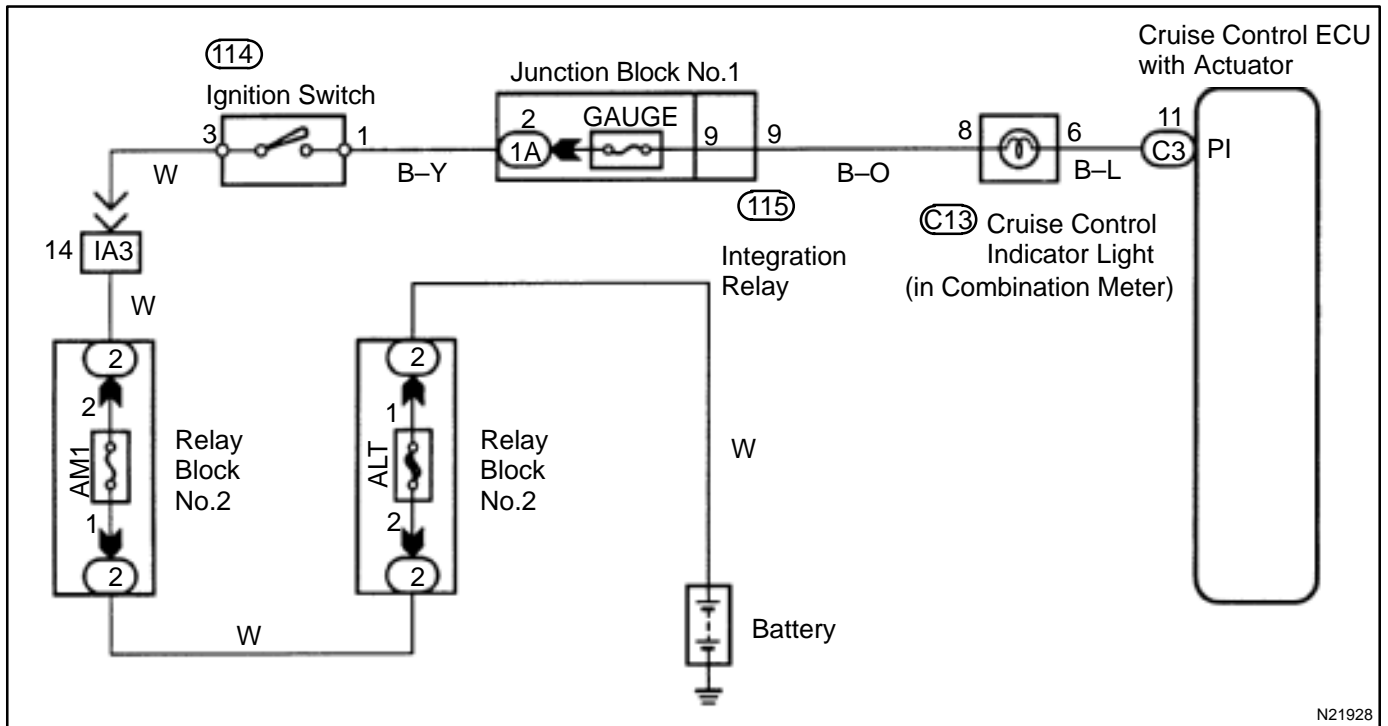 114
Ignition Switch
3
1
W
B–Y
Junction Block No.1
2
1A
GAUGE
9
9
115
Integration
Relay
B–O
8
6
B–L
C13 Cruise Control
Indicator Light
(in Combination Meter)
Cruise Control ECU
with Actuator
11
C3
PI
14 IA3
W
2
2
AM1
1
2
Relay
Block
No.2
W
2
1
ALT
2
2
Relay
Block
No.2
W
Battery
N21928